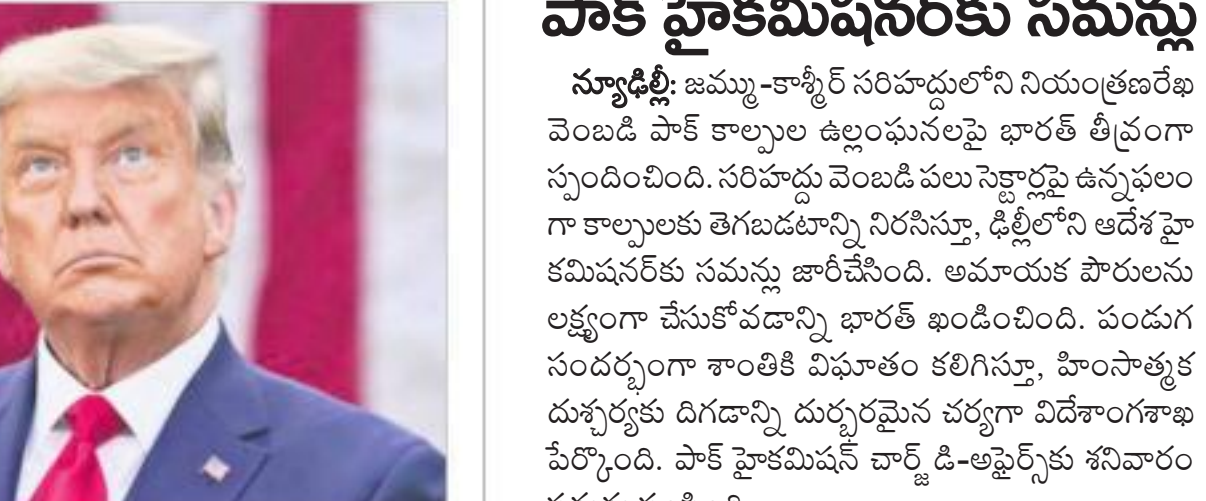 పాక్ హైకమిషనర్‌కు సమన్లు
న్యూఢిల్లీ: జమ్ము-కాశ్మీర్ సరిహద్దులోని నియంత్రణరేఖ
వెంబడి పాక్ కాల్పుల ఉల్లంఘనలపై భారత్ తీవ్రంగా
స్పందించింది. సరిహద్దు వెంబడి పలు సెక్టార్లపై ఉన్నఫలం
గా కాల్పులకు తెగబడటాన్ని నిరసిస్తూ, ఢిల్లీలోని ఆదేశ హై
కమిషనర్‌కు సమన్లు జారీచేసింది. అమాయక పౌరులను
లక్ష్యంగా చేసుకోవడాన్ని భారత్ ఖండించింది. పండుగ
సందర్భంగా శాంతికి విఘాతం కలిగిస్తూ, హింసాత్మక
దుశ్చర్యకు దిగడాన్ని దుర్భరమైన చర్యగా విదేశాంగశాఖ
పేర్కొంది. పాక్ హైకమిషన్ చార్జ్ డి-అఫైర్స్‌కు శనివారం